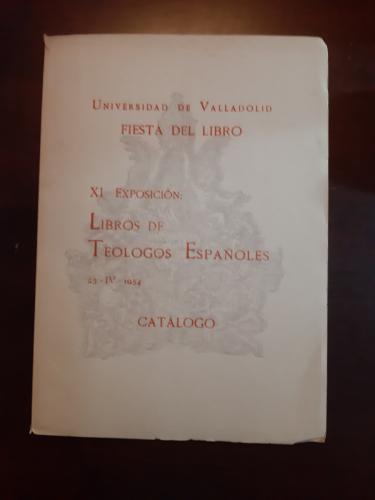 UNIVERSIDAD DE VALLADOLID
FIESTA DEL LIBRO
XI EXPOSICIÓN:
LIBROS DE
TEOLOGOS ESPAÑOLES
23-IV-1954
CATÁLOGO